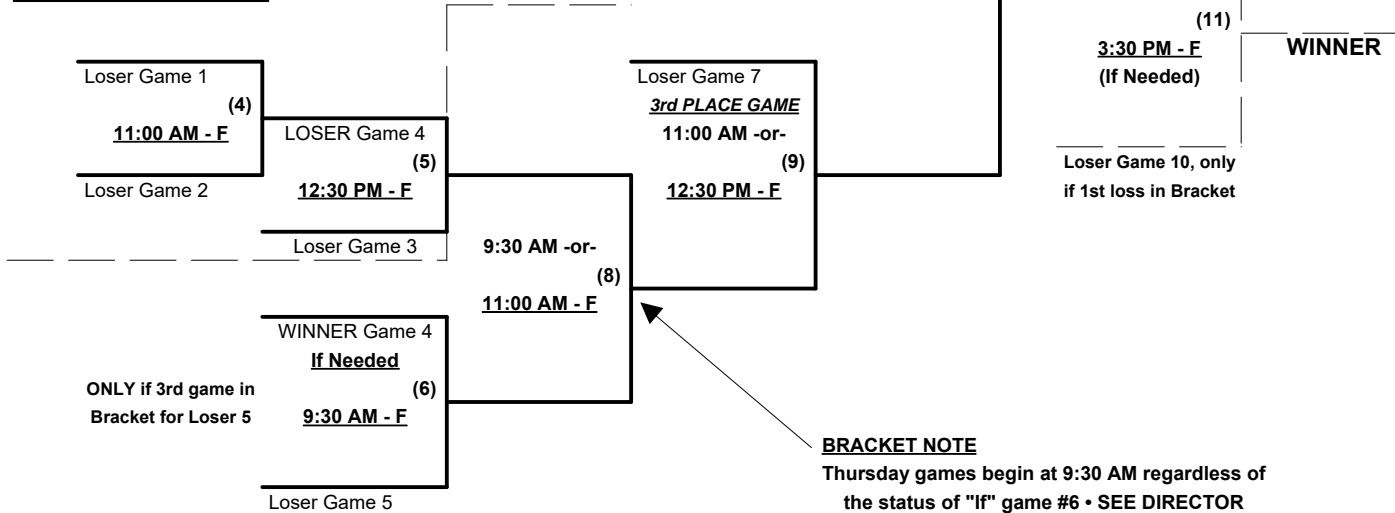 (11)
3:30 PM - F
WINNER
(If Needed)
Loser Game 10, only
if 1st loss in Bracket
Loser Game 1
(4)
11:00 AM - F
Loser Game 2
LOSER Game 4
(5)
12:30 PM - F
Loser Game 3
Loser Game 7
3rd PLACE GAME
11:00 AM -or-
(9)
12:30 PM - F
9:30 AM -or-
(8)
11:00 AM - F
WINNER Game 4
If Needed
(6)
9:30 AM - F
Loser Game 5
ONLY if 3rd game in
Bracket for Loser 5
BRACKET NOTE
Thursday games begin at 9:30 AM regardless of
the status of "If" game #6 • SEE DIRECTOR